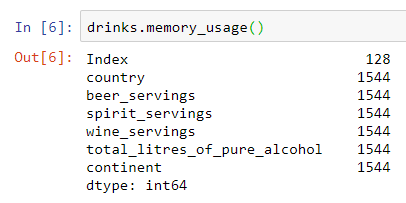 In [6]: drinks.memory_usage()
Out[6]: Index 128
country 1544
beer_servings 1544
spirit_servings 1544
wine_servings 1544
total_litres_of_pure_alcohol 1544
continent 1544
dtype: int64